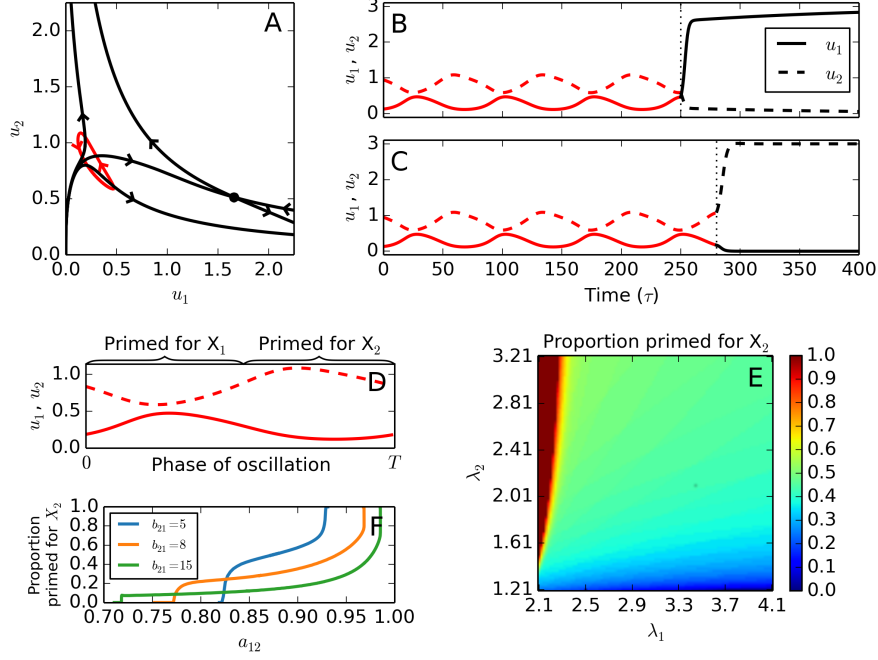 A
2.0
1.5
1.0
0.5
0.0
u₂
0.0 0.5 1.0 1.5 2.0
u₁
B
3
2
1
0
u₁, u₂
u₁
u₂
C
3
2
1
0
u₁, u₂
0 50 100 150 200 250 300 350 400
Time (τ)
Primed for X₁ Primed for X₂
D
1.0
0.5
0.0
u₁, u₂
0 Phase of oscillation T
F
1.0
0.8
0.6
0.4
0.2
0.0
Proportion
primed for X₂
b₂₁=5
b₂₁=8
b₂₁=15
0.70 0.75 0.80 0.85 0.90 0.95 1.00
a₁₂
Proportion primed for X₂
E
3.21
2.81
2.41
2.01
1.61
1.21
λ₂
2.1 2.5 2.9 3.3 3.7 4.1
λ₁
1.0
0.9
0.8
0.7
0.6
0.5
0.4
0.3
0.2
0.1
0.0